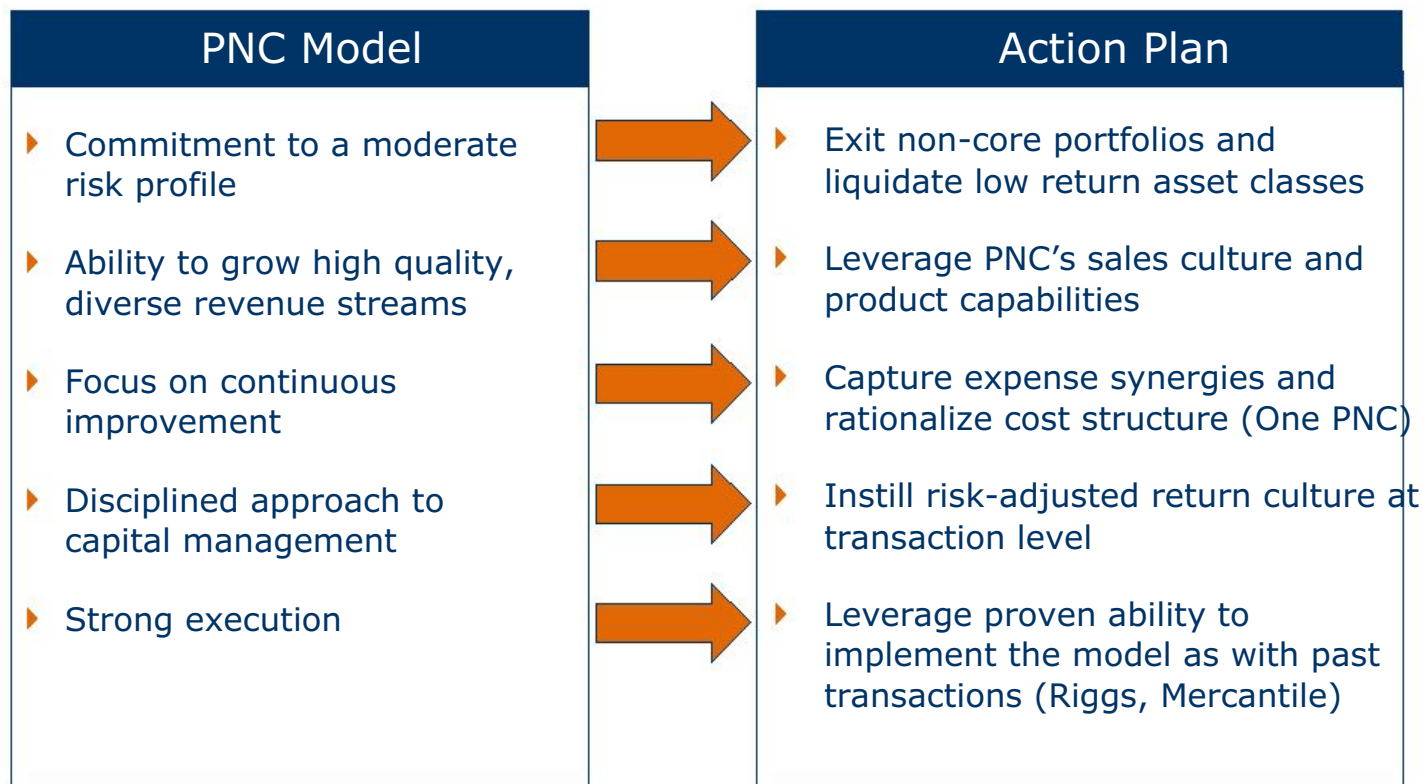 PNC Model
Commitment to a moderate
risk profile
Ability to grow high quality,
diverse revenue streams
Focus on continuous
improvement
Disciplined approach to
capital management
Strong execution
Action Plan
Exit non-core portfolios and
liquidate low return asset classes
Leverage PNC’s sales culture and
product capabilities
Capture expense synergies and
rationalize cost structure (One PNC)
Instill risk-adjusted return culture at
transaction level
Leverage proven ability to
implement the model as with past
transactions (Riggs, Mercantile)